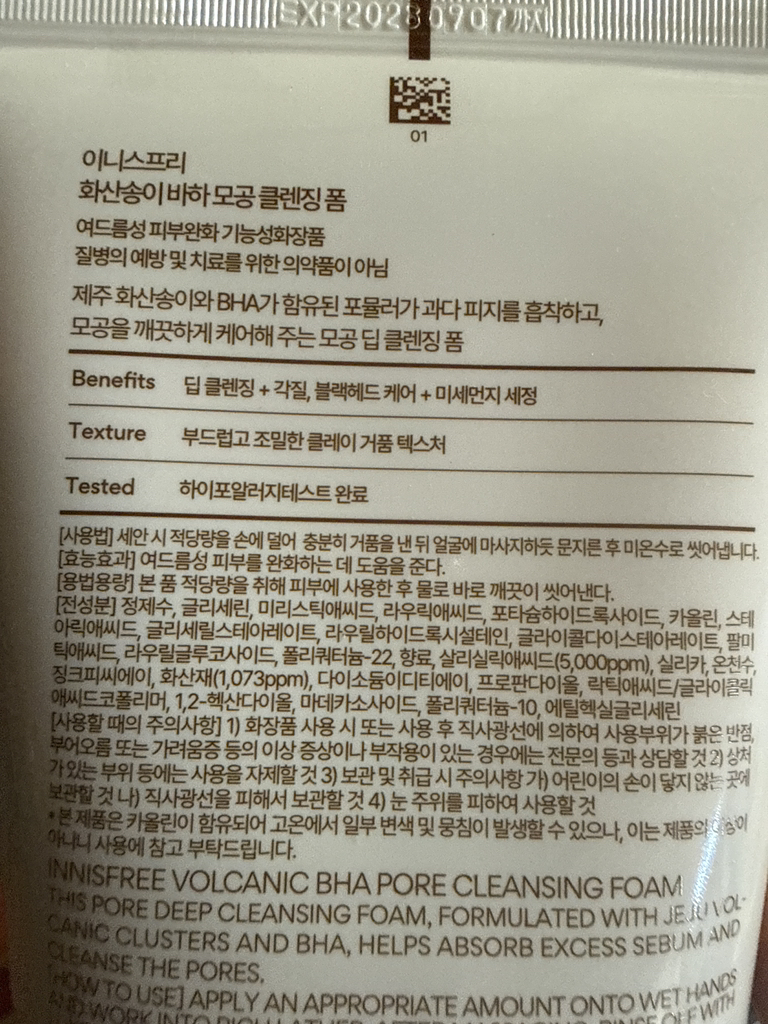 EXP20280707까지
01
이니스프리
화산송이 바하 모공 클렌징 폼
여드름성 피부완화 기능성화장품
질병의 예방 및 치료를 위한 의약품이 아님
제주 화산송이와 BHA가 함유된 포뮬러가 과다 피지를 흡착하고,
모공을 깨끗하게 케어해 주는 모공 딥 클렌징 폼
Benefits 딥 클렌징 + 각질, 블랙헤드 케어 + 미세먼지 세정
Texture 부드럽고 조밀한 클레이 거품 텍스처
Tested 하이포알러지테스트 완료
[사용법] 세안 시 적당량을 손에 덜어 충분히 거품을 낸 뒤 얼굴에 마사지하듯 문지른 후 미온수로 씻어냅니다.
[효능효과] 여드름성 피부를 완화하는 데 도움을 준다.
[용법용량] 본 품 적당량을 취해 피부에 사용한 후 물로 바로 깨끗이 씻어낸다.
[전성분] 정제수, 글리세린, 미리스틱애씨드, 라우릭애씨드, 포타슘하이드록사이드, 카올린, 스테
아릭애씨드, 글리세릴스테아레이트, 라우릴하이드록시설테인, 글라이콜다이스테아레이트, 팔미
틱애씨드, 라우릴글루코사이드, 폴리쿼터늄-22, 향료, 살리실릭애씨드(5,000ppm), 실리카, 온천수,
징크피씨에이, 화산재(1,073ppm), 다이소듐이디티에이, 프로판다이올, 락틱애씨드/글라이콜릭
애씨드코폴리머, 1,2-헥산다이올, 마데카소사이드, 폴리쿼터늄-10, 에틸헥실글리세린
[사용할 때의 주의사항] 1) 화장품 사용 시 또는 사용 후 직사광선에 의하여 사용부위가 붉은 반점,
부어오름 또는 가려움증 등의 이상 증상이나 부작용이 있는 경우에는 전문의 등과 상담할 것 2) 상처
가 있는 부위 등에는 사용을 자제할 것 3) 보관 및 취급 시 주의사항 가) 어린이의 손이 닿지 않는 곳에
보관할 것 나) 직사광선을 피해서 보관할 것 4) 눈 주위를 피하여 사용할 것
* 본 제품은 카올린이 함유되어 고온에서 일부 변색 및 뭉침이 발생할 수 있으나, 이는 제품의 이상이
아니니 사용에 참고 부탁드립니다.
INNISFREE VOLCANIC BHA PORE CLEANSING FOAM
THIS PORE DEEP CLEANSING FOAM, FORMULATED WITH JEJU VOL-
CANIC CLUSTERS AND BHA, HELPS ABSORB EXCESS SEBUM AND
CLEANSE THE PORES.
[HOW TO USE] APPLY AN APPROPRIATE AMOUNT ONTO WET HANDS
AND WORK INTO RICH LATHER. AFTER MASSAGING, RINSE OFF WITH